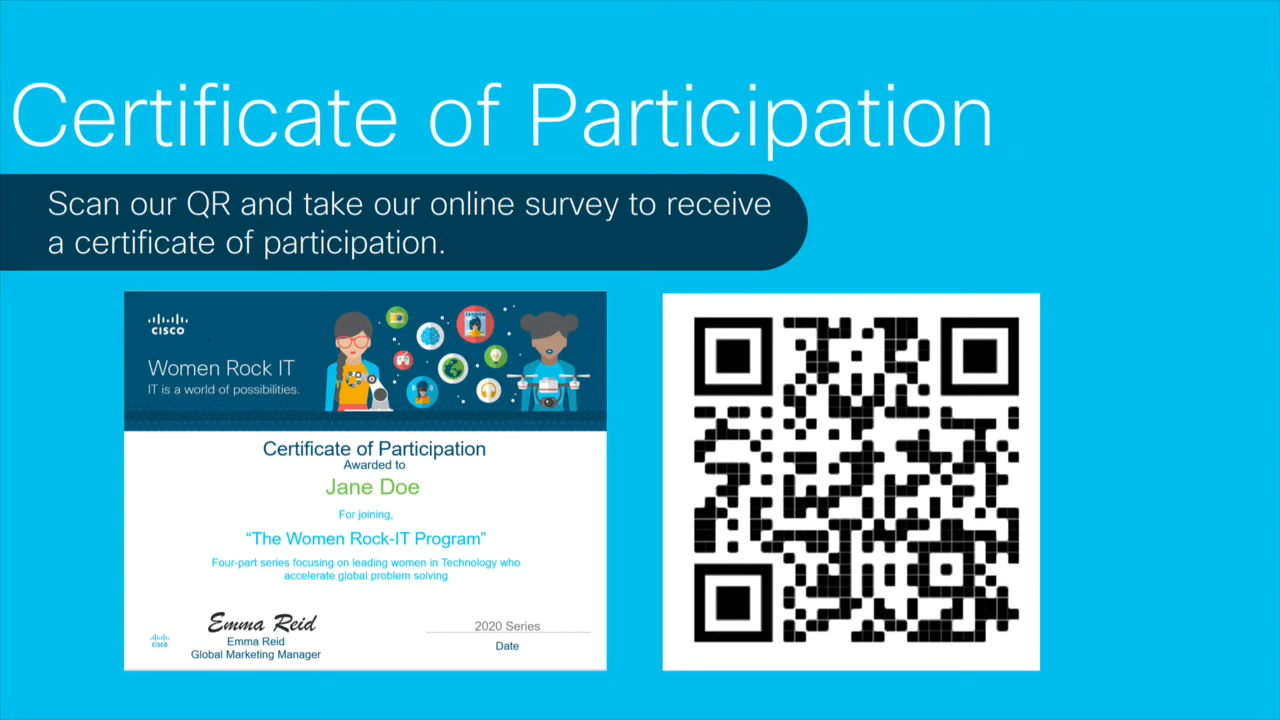 Certificate of Participation
Scan our QR and take our online survey to receive
a certificate of participation.
CISCO
Women Rock IT
IT is a world of possibilities.
Certificate of Participation
Awarded to
Jane Doe
For joining,
“The Women Rock-IT Program”
Four-part series focusing on leading women in Technology who
accelerate global problem solving
Emma Reid
2020 Series
CISCO
Emma Reid
Date
Global Marketing Manager